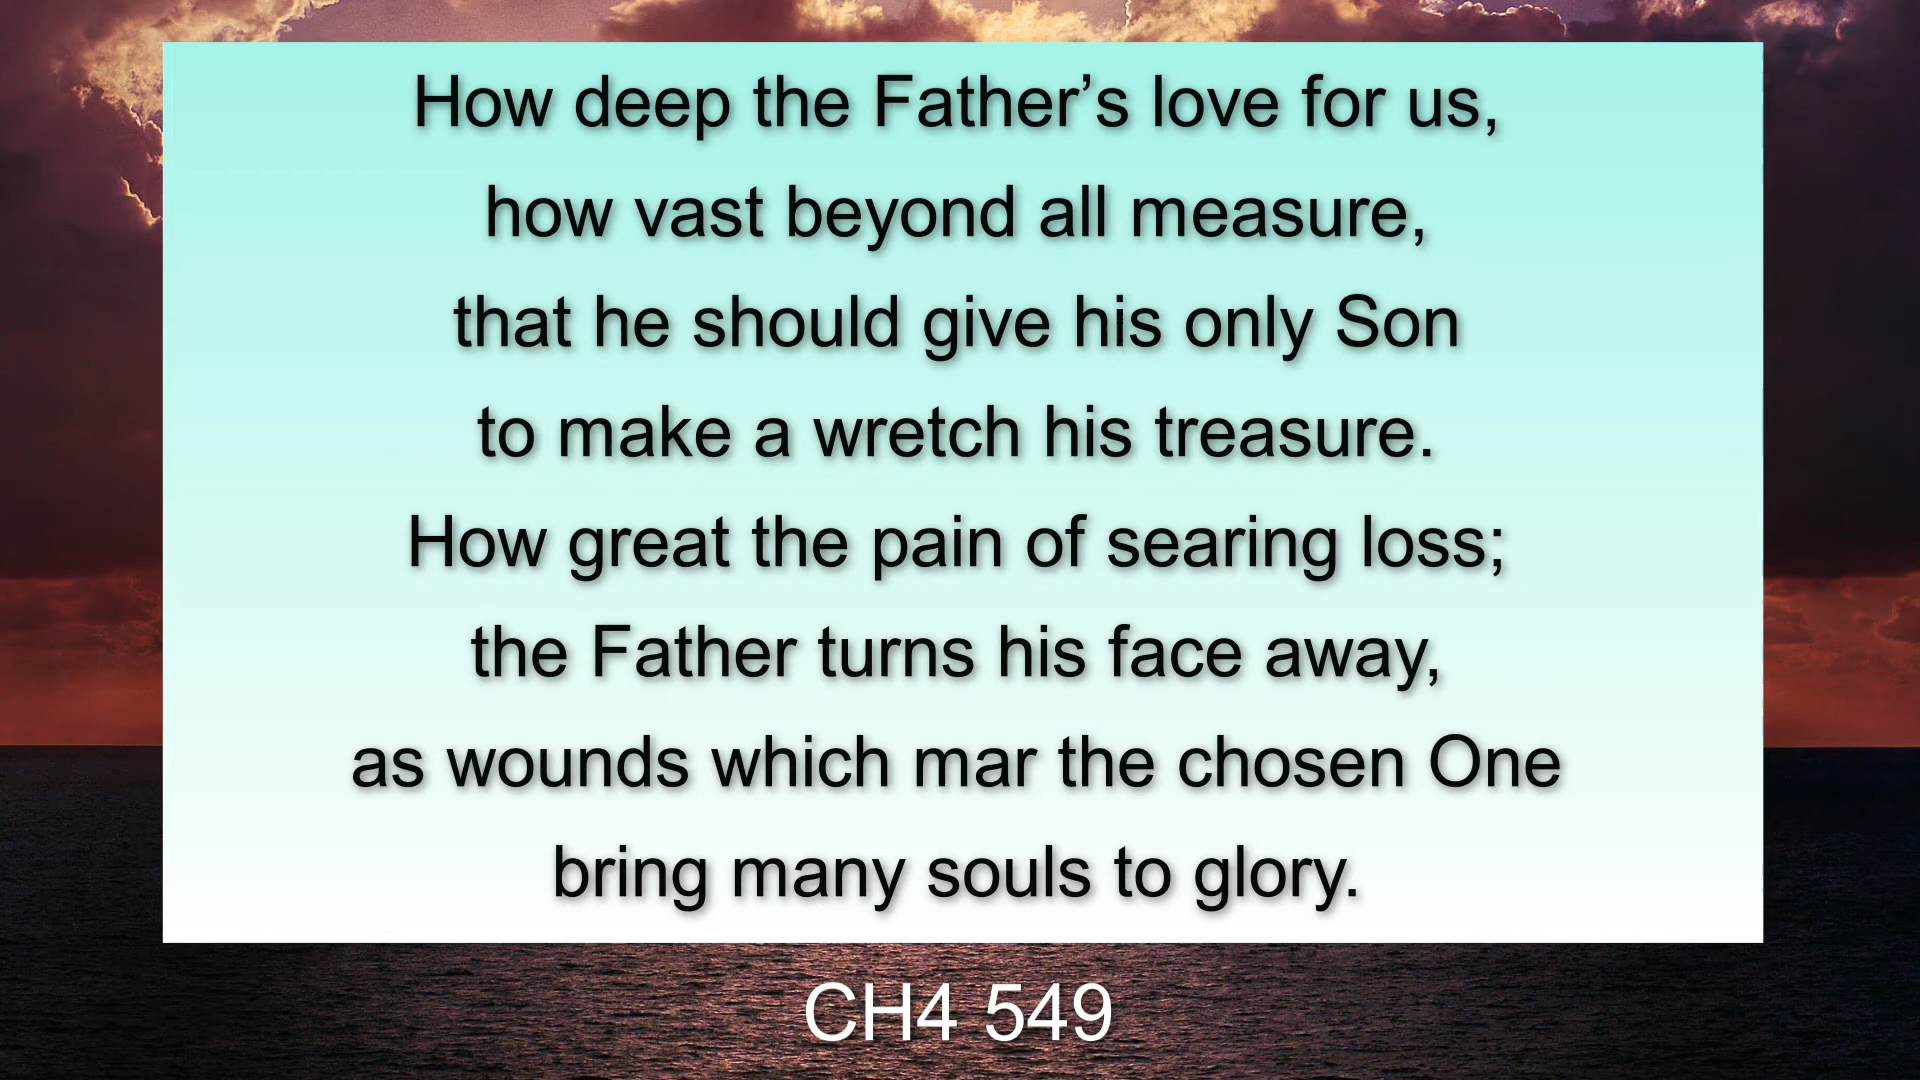 How deep the Father’s love for us,
how vast beyond all measure,
that he should give his only Son
to make a wretch his treasure.
How great the pain of searing loss;
the Father turns his face away,
as wounds which mar the chosen One
bring many souls to glory.
CH4 549